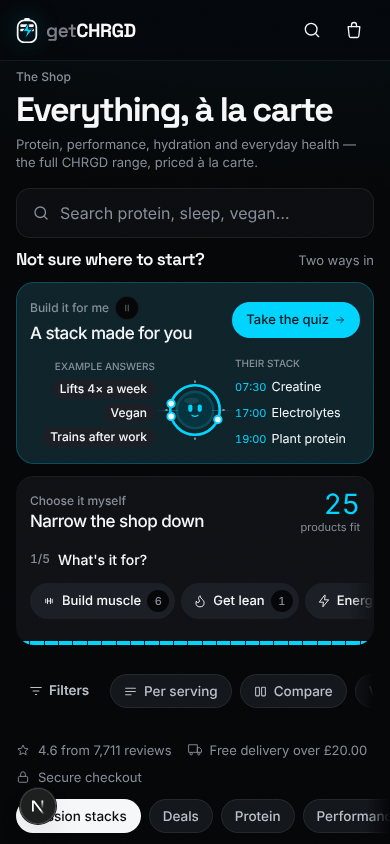 getCHRGD
The Shop
Everything, à la carte
Protein, performance, hydration and everyday health —
the full CHRGD range, priced à la carte.
Search protein, sleep, vegan...
Not sure where to start? Two ways in
Build it for me
A stack made for you
Take the quiz →
EXAMPLE ANSWERS
Lifts 4× a week
Vegan
Trains after work
THEIR STACK
07:30 Creatine
17:00 Electrolytes
19:00 Plant protein
Choose it myself
Narrow the shop down
25
products fit
1/5 What's it for?
Build muscle 6 Get lean 1 Energ
Filters Per serving Compare
4.6 from 7,711 reviews Free delivery over £20.00
Secure checkout
N
ssion stacks Deals Protein Performanc